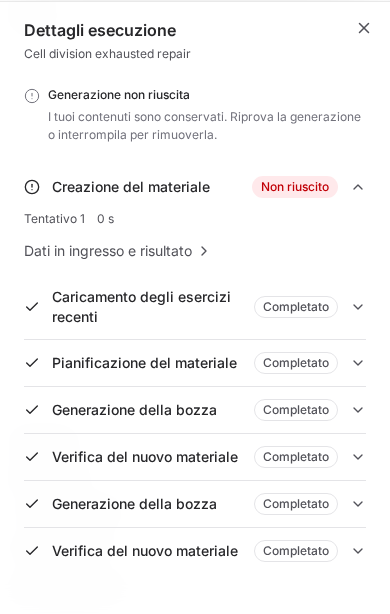 Dettagli esecuzione
Cell division exhausted repair
Generazione non riuscita
I tuoi contenuti sono conservati. Riprova la generazione
o interrompila per rimuoverla.
Creazione del materiale
Non riuscito
Tentativo 1 0 s
Dati in ingresso e risultato
Caricamento degli esercizi
recenti
Completato
Pianificazione del materiale
Completato
Generazione della bozza
Completato
Verifica del nuovo materiale
Completato
Generazione della bozza
Completato
Verifica del nuovo materiale
Completato